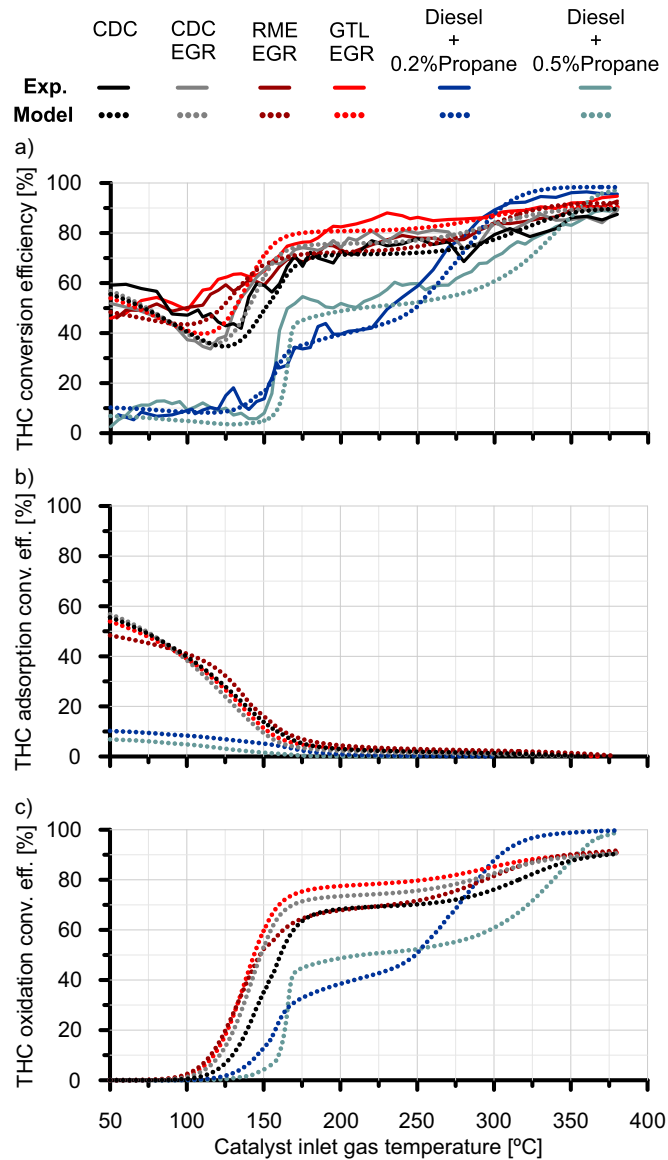 CDC CDC EGR RME EGR GTL EGR Diesel + 0.2%Propane Diesel + 0.5%Propane
Exp.
Model
a)
THC conversion efficiency [%]
100
80
60
40
20
0
b)
THC adsorption conv. eff. [%]
100
80
60
40
20
0
c)
THC oxidation conv. eff. [%]
100
80
60
40
20
0
50 100 150 200 250 300 350 400
Catalyst inlet gas temperature [ºC]